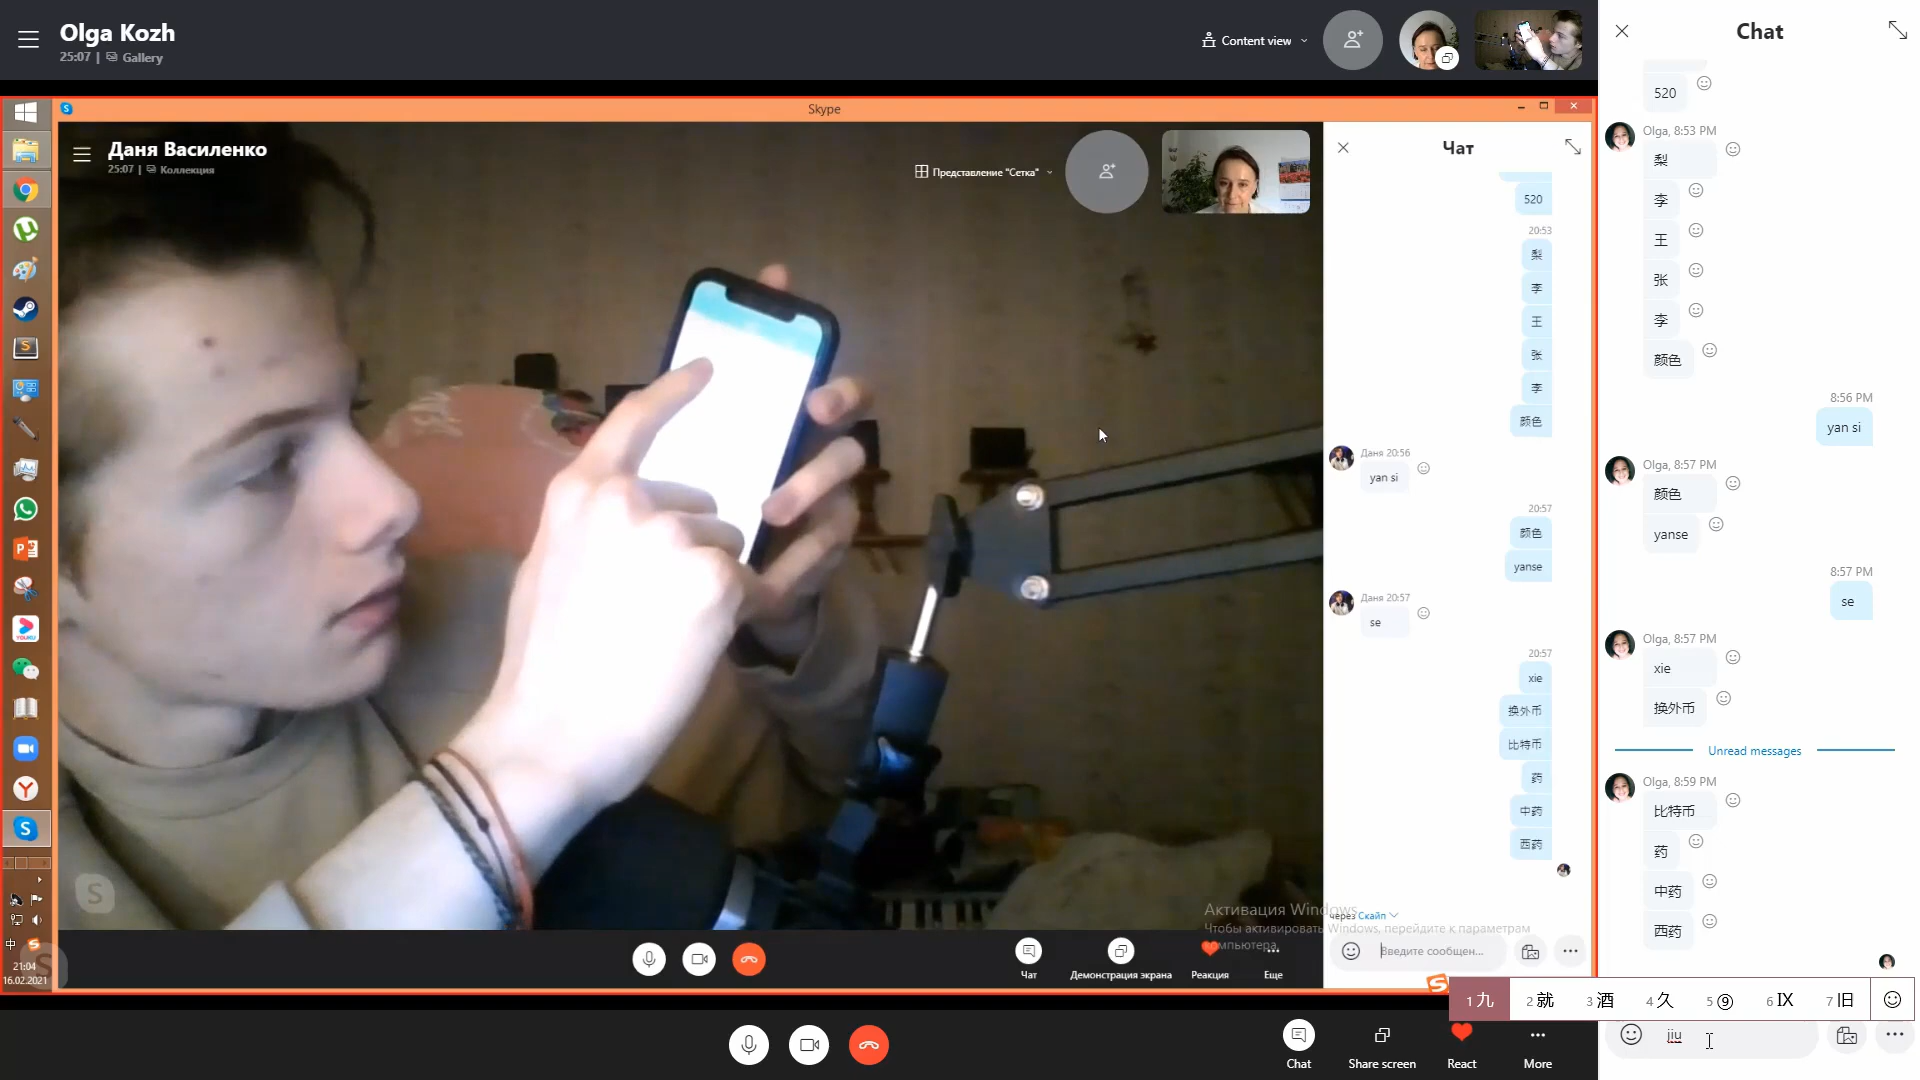 Olga Kozh
25:07 | Gallery
Content view
Chat
Skype
Даня Василенко
25:07 | Коллекция
Представление "Сетка"
Чат
520
20:53
梨
李
王
张
李
颜色
Даня 20:56
yan si
20:57
颜色
yanse
Даня 20:57
se
20:57
xie
换外币
比特币
药
中药
西药
через Скайп
Введите сообщен...
Активация Windows
Чтобы активировать Windows, перейдите к параметрам
компьютера.
Чат
Демонстрация экрана
Реакция
Еще
YOUKU
中
21:04
16.02.2021
520
Olga, 8:53 PM
梨
李
王
张
李
颜色
8:56 PM
yan si
Olga, 8:57 PM
颜色
yanse
8:57 PM
se
Olga, 8:57 PM
xie
换外币
Unread messages
Olga, 8:59 PM
比特币
药
中药
西药
1 九 2 就 3 酒 4 久 5 ⑨ 6 Ⅸ 7 旧
jiu
Chat
Share screen
React
More